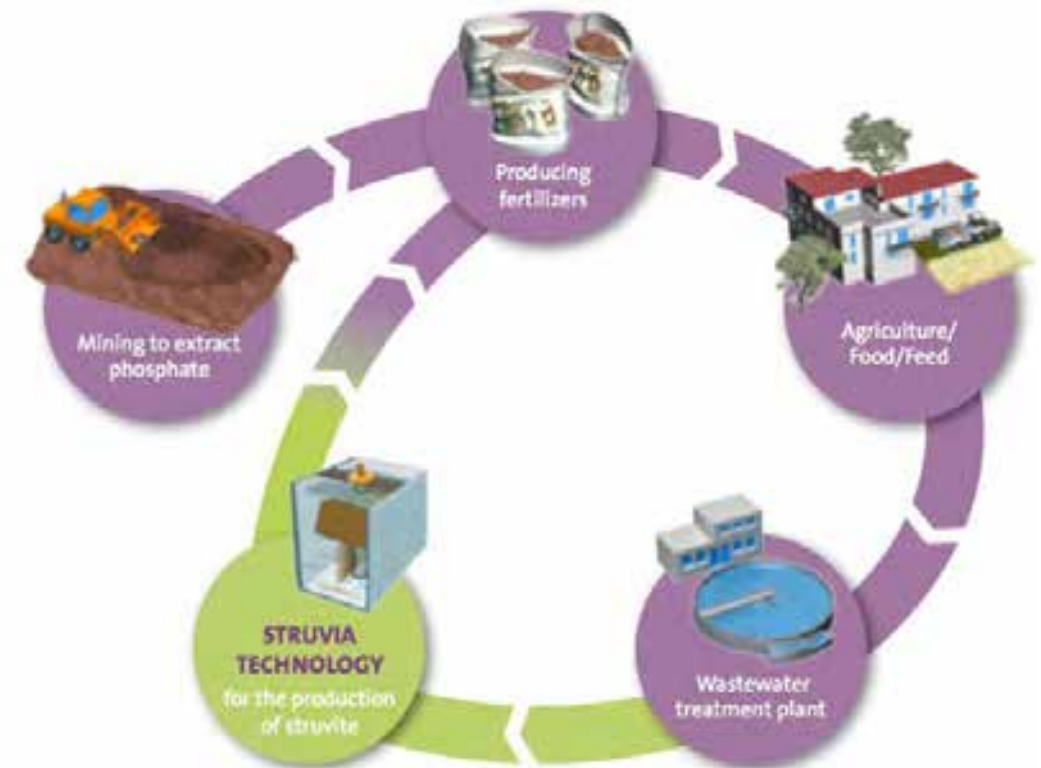 Producing
fertilizers
Mining to extract
phosphate
Agriculture/
Food/Feed
STRUVIA
TECHNOLOGY
for the production
of struvite
Wastewater
treatment plant